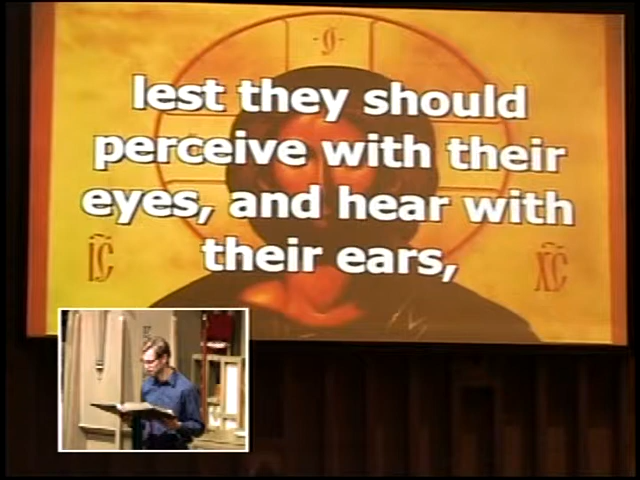 lest they should
perceive with their
eyes, and hear with
their ears,
IC
XC